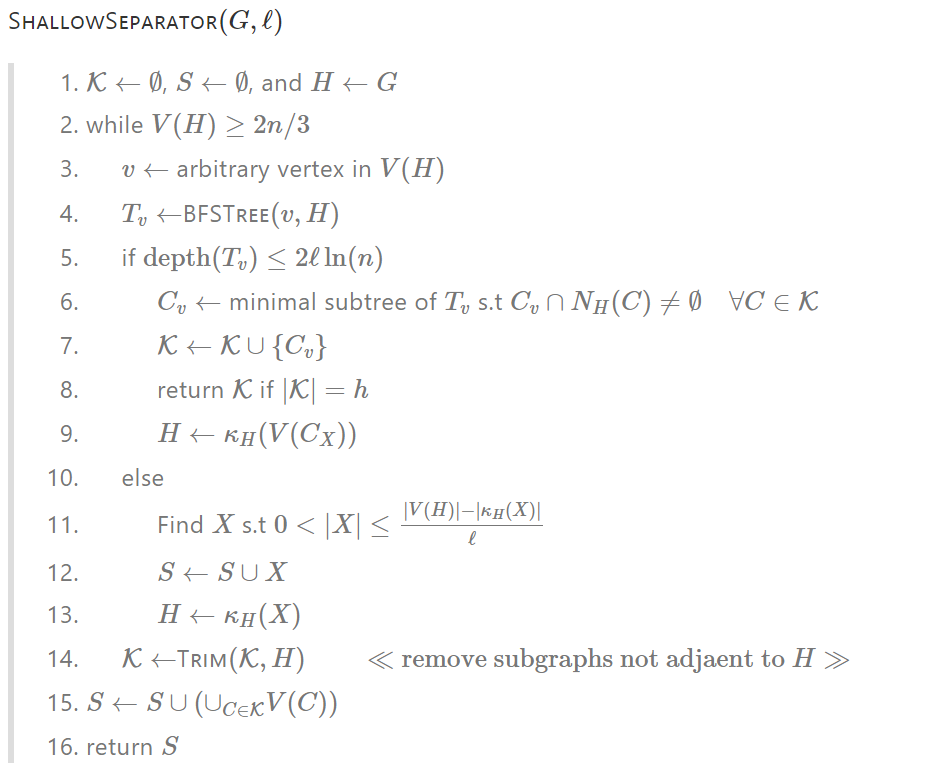 SHALLOWSEPARATOR(G, ℓ)
1. 𝒦 ← ∅, S ← ∅, and H ← G
2. while V(H) ≥ 2n/3
3. v ← arbitrary vertex in V(H)
4. T_v ←BFSTREE(v, H)
5. if depth(T_v) ≤ 2ℓ ln(n)
6. C_v ← minimal subtree of T_v s.t C_v ∩ N_H(C) ≠ ∅ ∀C ∈ 𝒦
7. 𝒦 ← 𝒦 ∪ {C_v}
8. return 𝒦 if |𝒦| = h
9. H ← κ_H(V(C_X))
10. else
11. Find X s.t 0 < |X| ≤ (|V(H)|−|κ_H(X)|)/ℓ
12. S ← S ∪ X
13. H ← κ_H(X)
14. 𝒦 ←TRIM(𝒦, H) ≪ remove subgraphs not adjaent to H ≫
15. S ← S ∪ (∪_{C∈𝒦} V(C))
16. return S